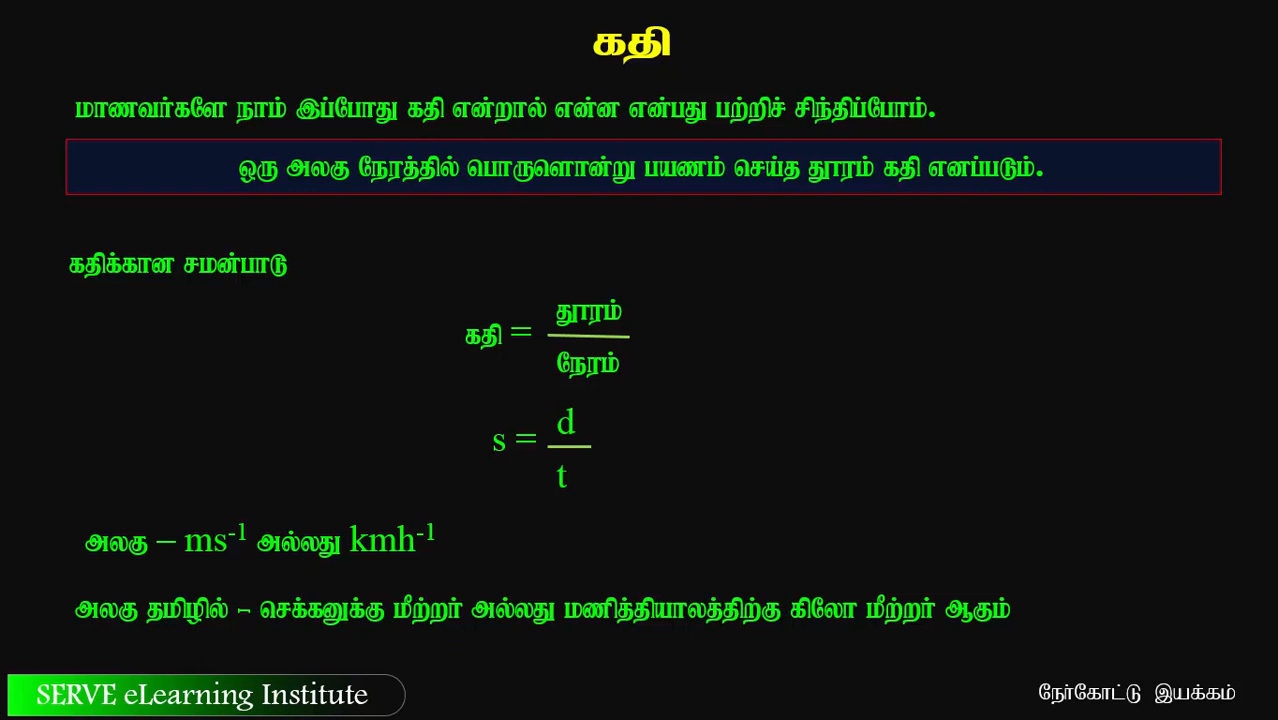 கதி
மாணவர்களே நாம் இப்போது கதி என்றால் என்ன என்பது பற்றிச் சிந்திப்போம்.
ஒரு அலகு நேரத்தில் பொருளொன்று பயணம் செய்த தூரம் கதி எனப்படும்.
கதிக்கான சமன்பாடு
கதி = தூரம்
நேரம்
s = d
t
அலகு – ms⁻¹ அல்லது kmh⁻¹
அலகு தமிழில் – செக்கனுக்கு மீற்றர் அல்லது மணித்தியாலத்திற்கு கிலோ மீற்றர் ஆகும்
SERVE eLearning Institute
நேர்கோட்டு இயக்கம்